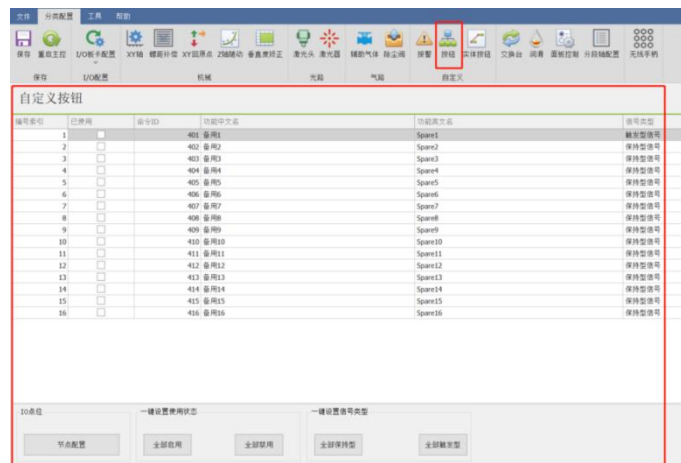 文件 分类配置 工具 帮助
保存 重启主控 I/O板卡配置 XY轴 螺距补偿 XY回原点 Z轴随动 垂直度矫正 激光头 激光器 辅助气体 除尘阀 报警 按钮 实体按钮 交换台 润滑 面板控制 分段轴配置 无线手柄
保存 I/O配置 机械 光路 气路 自定义
自定义按钮
编号索引 已使用 命令ID 功能中文名 功能英文名 信号类型
1 401 备用1 Spare1 触发型信号
2 402 备用2 Spare2 保持型信号
3 403 备用3 Spare3 保持型信号
4 404 备用4 Spare4 保持型信号
5 405 备用5 Spare5 保持型信号
6 406 备用6 Spare6 保持型信号
7 407 备用7 Spare7 保持型信号
8 408 备用8 Spare8 保持型信号
9 409 备用9 Spare9 保持型信号
10 410 备用10 Spare10 保持型信号
11 411 备用11 Spare11 保持型信号
12 412 备用12 Spare12 保持型信号
13 413 备用13 Spare13 保持型信号
14 414 备用14 Spare14 保持型信号
15 415 备用15 Spare15 保持型信号
16 416 备用16 Spare16 保持型信号
IO点位 一键设置使用状态 一键设置信号类型
节点配置 全部启用 全部禁用 全部保持型 全部触发型